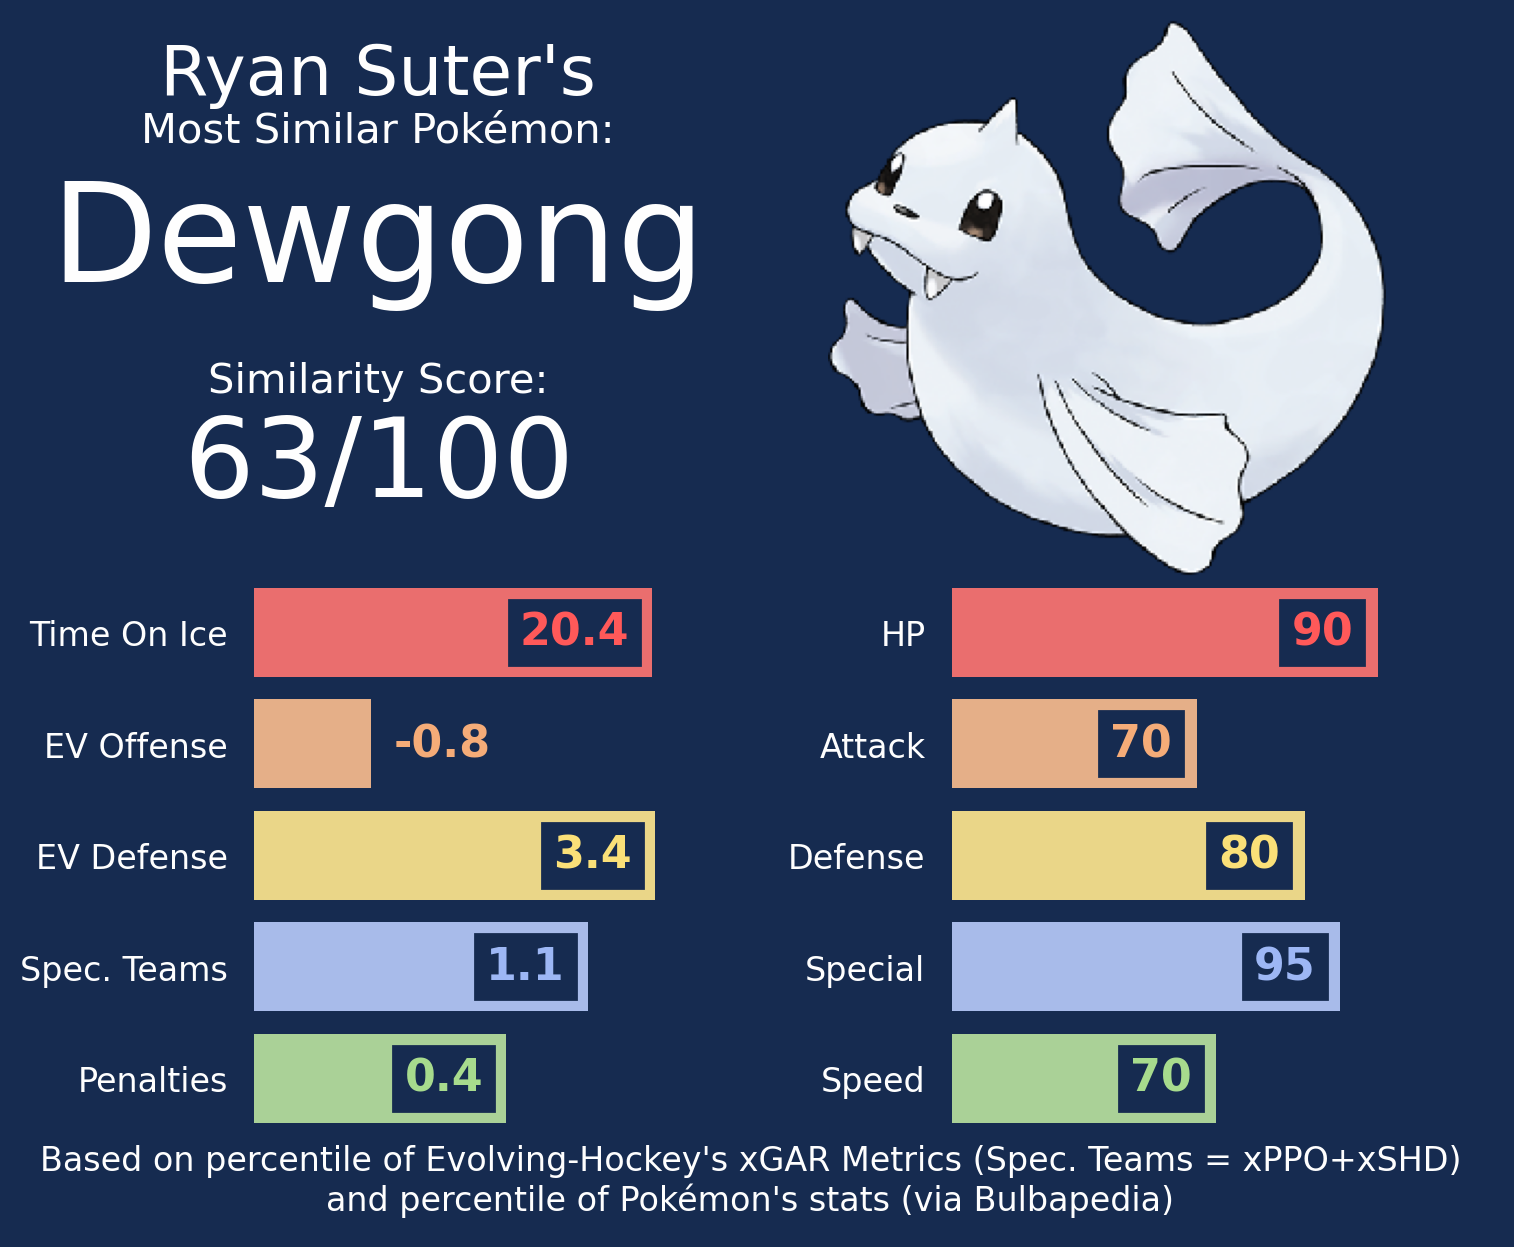 Ryan Suter's
Most Similar Pokémon:
Dewgong
Similarity Score:
63/100
Time On Ice 20.4
EV Offense -0.8
EV Defense 3.4
Spec. Teams 1.1
Penalties 0.4
HP 90
Attack 70
Defense 80
Special 95
Speed 70
Based on percentile of Evolving-Hockey's xGAR Metrics (Spec. Teams = xPPO+xSHD)
and percentile of Pokémon's stats (via Bulbapedia)